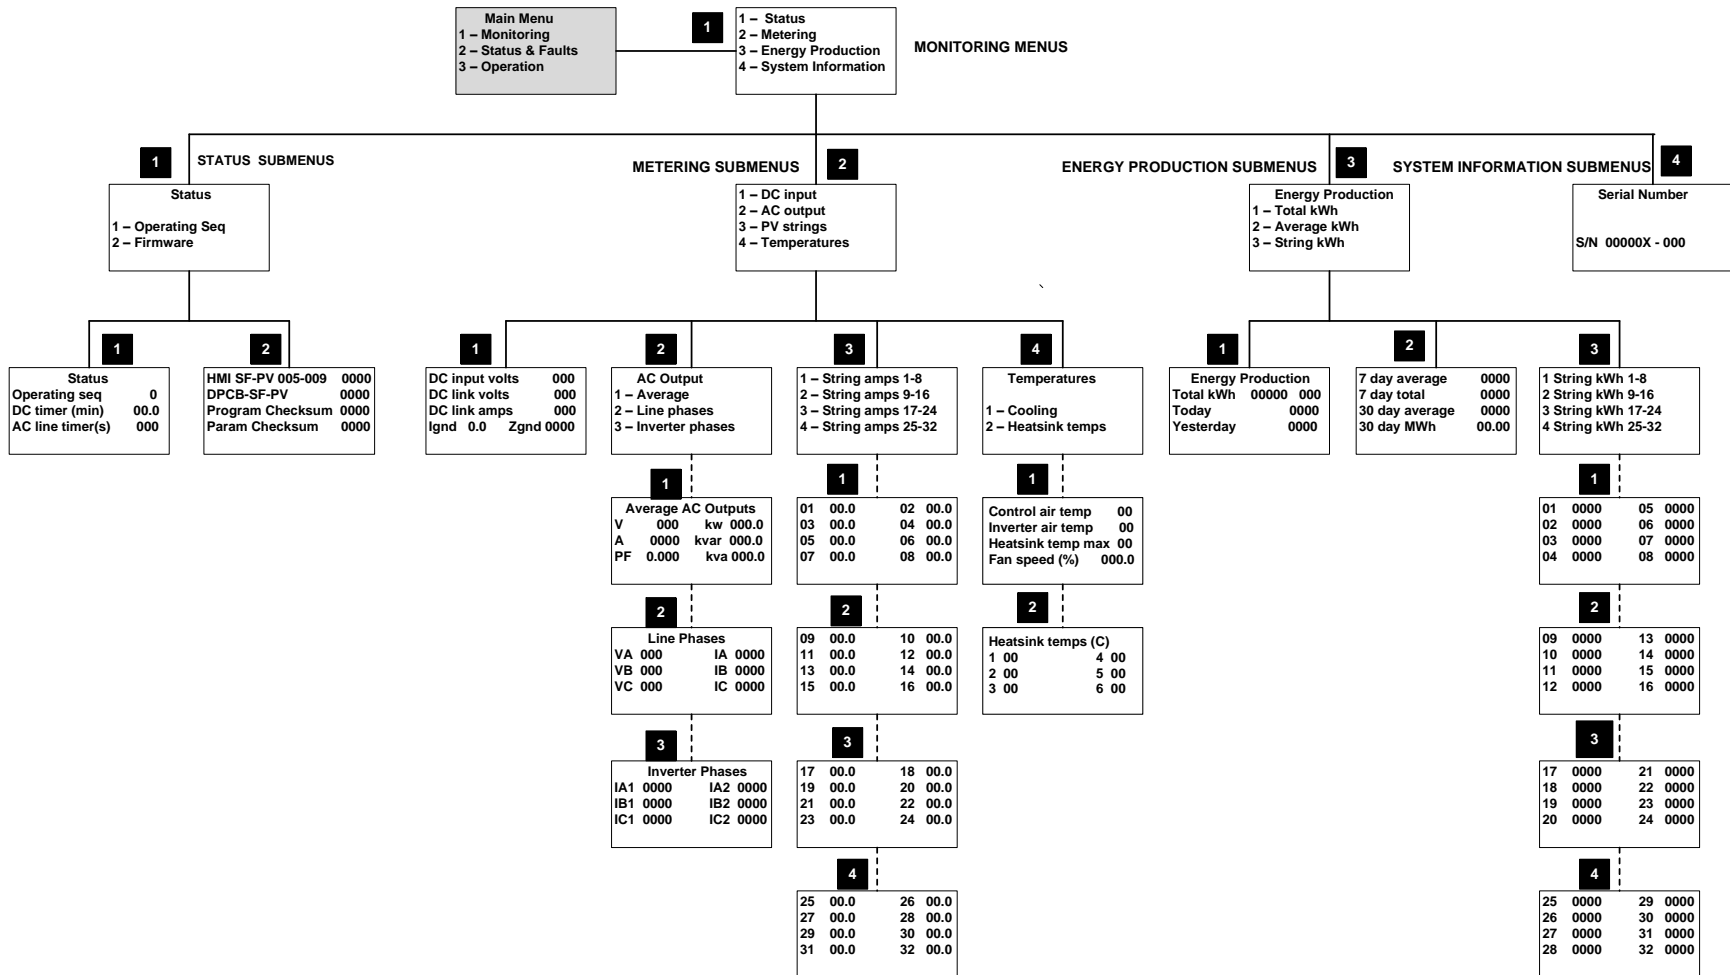 Main Menu
1 – Monitoring
2 – Status & Faults
3 – Operation
1
1 – Status
2 – Metering
3 – Energy Production
4 – System Information
MONITORING MENUS
1
STATUS SUBMENUS
Status
1 – Operating Seq
2 – Firmware
METERING SUBMENUS
2
1 – DC input
2 – AC output
3 – PV strings
4 – Temperatures
ENERGY PRODUCTION SUBMENUS
3
Energy Production
1 – Total kWh
2 – Average kWh
3 – String kWh
SYSTEM INFORMATION SUBMENUS
4
Serial Number
S/N 00000X - 000
1
Status
Operating seq 0
DC timer (min) 00.0
AC line timer(s) 000
2
HMI SF-PV 005-009 0000
DPCB-SF-PV 0000
Program Checksum 0000
Param Checksum 0000
1
DC input volts 000
DC link volts 000
DC link amps 000
Ignd 0.0 Zgnd 0000
2
AC Output
1 – Average
2 – Line phases
3 – Inverter phases
1
Average AC Outputs
V 000 kw 000.0
A 0000 kvar 000.0
PF 0.000 kva 000.0
2
Line Phases
VA 000 IA 0000
VB 000 IB 0000
VC 000 IC 0000
3
Inverter Phases
IA1 0000 IA2 0000
IB1 0000 IB2 0000
IC1 0000 IC2 0000
3
1 – String amps 1-8
2 – String amps 9-16
3 – String amps 17-24
4 – String amps 25-32
1
01 00.0 02 00.0
03 00.0 04 00.0
05 00.0 06 00.0
07 00.0 08 00.0
2
09 00.0 10 00.0
11 00.0 12 00.0
13 00.0 14 00.0
15 00.0 16 00.0
3
17 00.0 18 00.0
19 00.0 20 00.0
21 00.0 22 00.0
23 00.0 24 00.0
4
25 00.0 26 00.0
27 00.0 28 00.0
29 00.0 30 00.0
31 00.0 32 00.0
4
Temperatures
1 – Cooling
2 – Heatsink temps
1
Control air temp 00
Inverter air temp 00
Heatsink temp max 00
Fan speed (%) 000.0
2
Heatsink temps (C)
1 00 4 00
2 00 5 00
3 00 6 00
1
Energy Production
Total kWh 00000 000
Today 0000
Yesterday 0000
2
7 day average 0000
7 day total 0000
30 day average 0000
30 day MWh 00.00
3
1 String kWh 1-8
2 String kWh 9-16
3 String kWh 17-24
4 String kWh 25-32
1
01 0000 05 0000
02 0000 06 0000
03 0000 07 0000
04 0000 08 0000
2
09 0000 13 0000
10 0000 14 0000
11 0000 15 0000
12 0000 16 0000
3
17 0000 21 0000
18 0000 22 0000
19 0000 23 0000
20 0000 24 0000
4
25 0000 29 0000
26 0000 30 0000
27 0000 31 0000
28 0000 32 0000